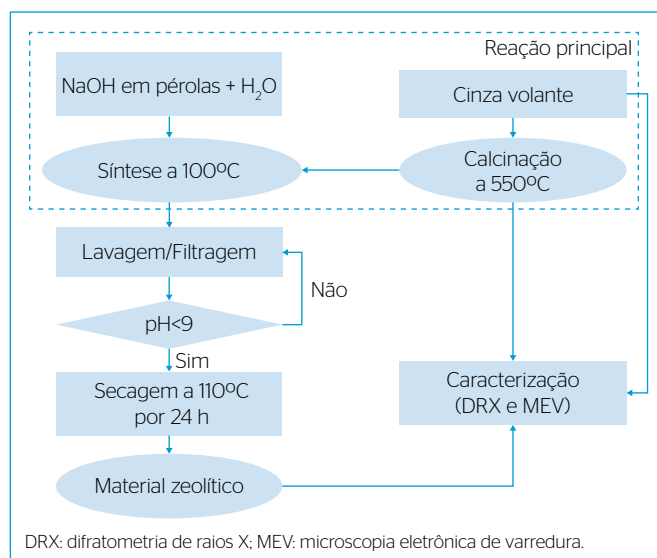 Reação principal
NaOH em pérolas + H2O
Cinza volante
Síntese a 100ºC
Calcinação
a 550ºC
Lavagem/Filtragem
Não
pH<9
Sim
Secagem a 110ºC
por 24 h
Caracterização
(DRX e MEV)
Material zeolítico
DRX: difratometria de raios X; MEV: microscopia eletrônica de varredura.